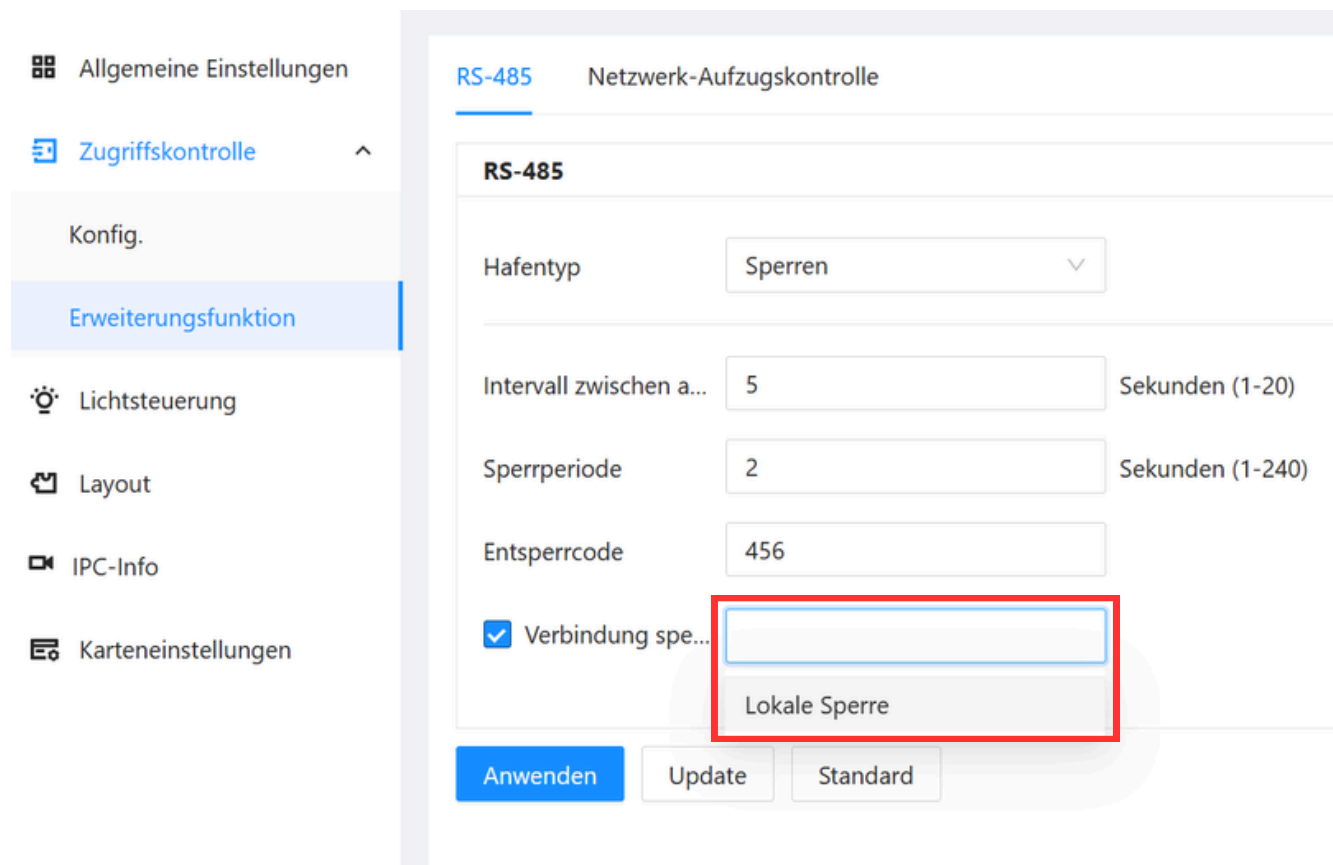 Allgemeine Einstellungen
Zugriffskontrolle
Konfig.
Erweiterungsfunktion
Lichtsteuerung
Layout
IPC-Info
Karteneinstellungen
RS-485 Netzwerk-Aufzugskontrolle
RS-485
Hafentyp Sperren
Intervall zwischen a... 5 Sekunden (1-20)
Sperrperiode 2 Sekunden (1-240)
Entsperrcode 456
Verbindung spe...
Lokale Sperre
Anwenden Update Standard